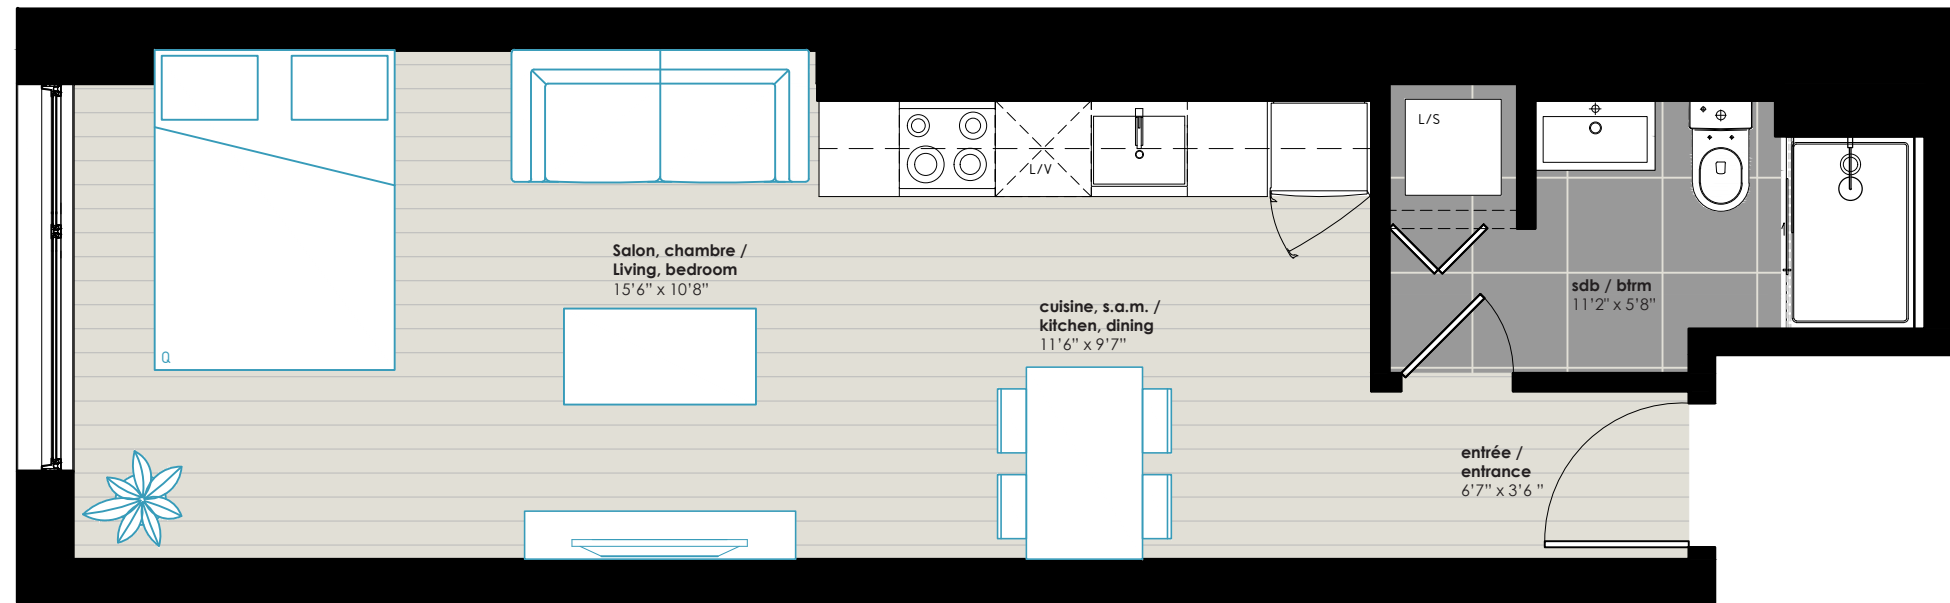 L/S
L/V
Salon, chambre /
Living, bedroom
15’6” x 10’8”
sdb / btrm
11’2" x 5’8”
cuisine, s.a.m. /
kitchen, dining
11’6” x 9’7”
Q
entrée /
entrance
6’7” x 3’6 ”